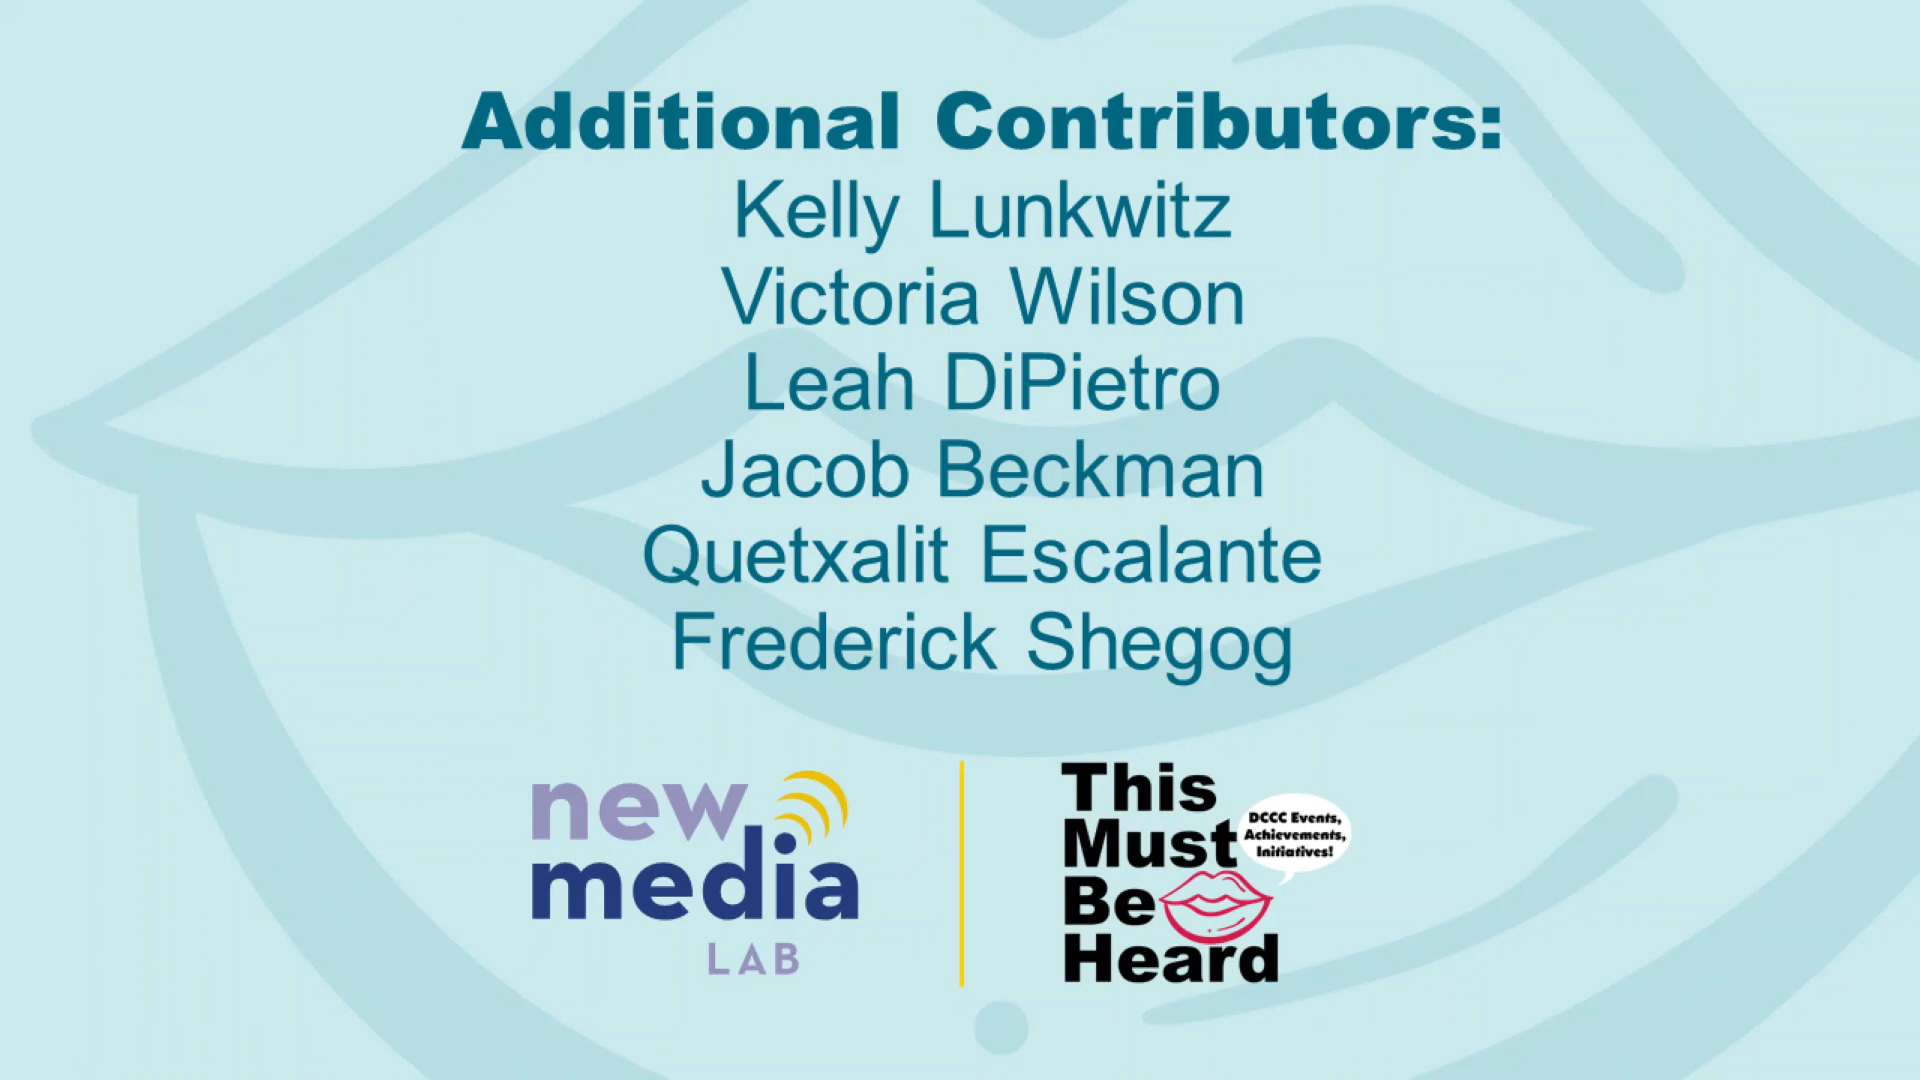 Additional Contributors:
Kelly Lunkwitz
Victoria Wilson
Leah DiPietro
Jacob Beckman
Quetxalit Escalante
Frederick Shegog
new
media
LAB
This
Must
Be
Heard
DCCC Events,
Achievements,
Initiatives!